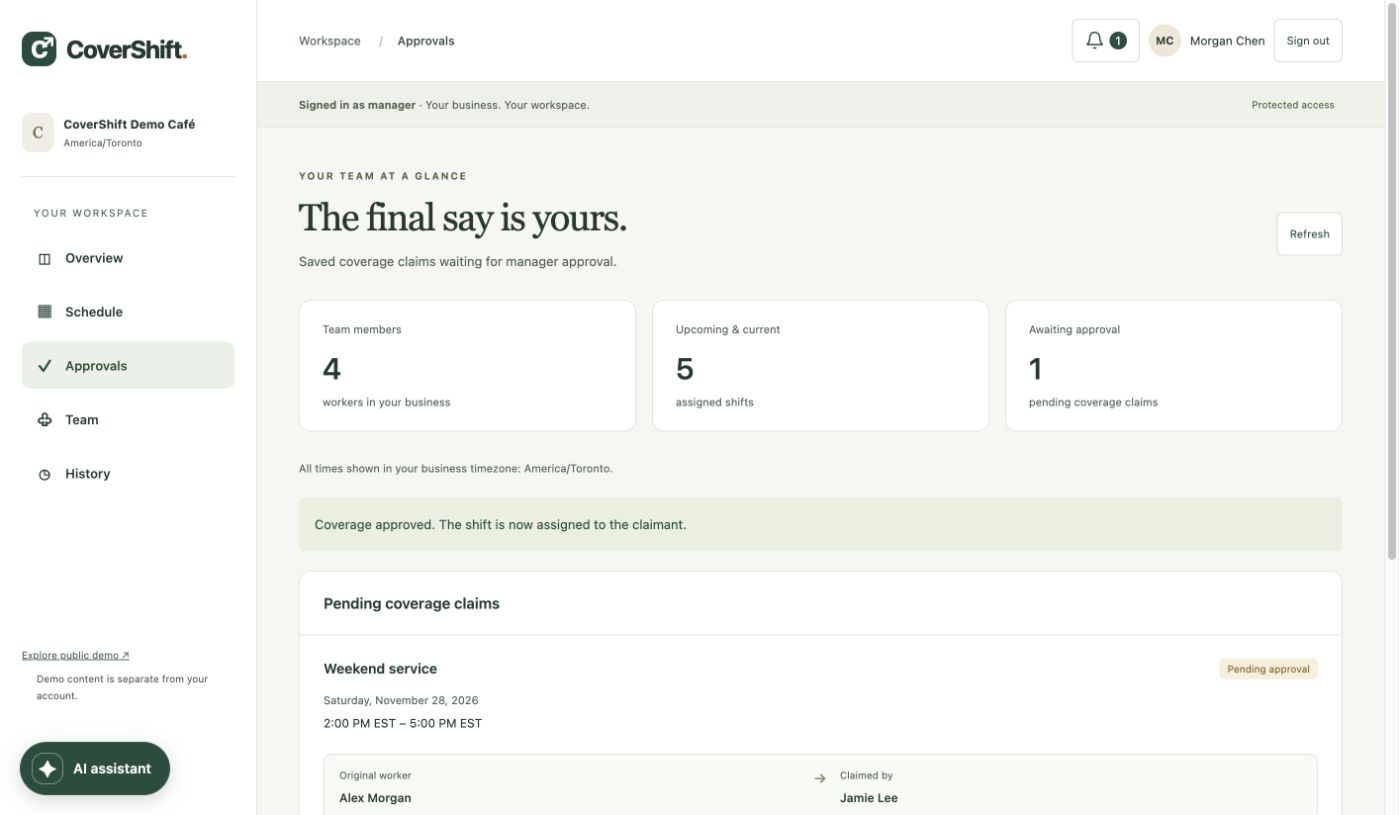 CoverShift.
C
CoverShift Demo Café
America/Toronto
YOUR WORKSPACE
Overview
Schedule
Approvals
Team
History
Explore public demo ↗
Demo content is separate from your
account.
AI assistant
Workspace / Approvals
1
MC
Morgan Chen
Sign out
Signed in as manager · Your business. Your workspace.
Protected access
YOUR TEAM AT A GLANCE
The final say is yours.
Saved coverage claims waiting for manager approval.
Refresh
Team members
4
workers in your business
Upcoming & current
5
assigned shifts
Awaiting approval
1
pending coverage claims
All times shown in your business timezone: America/Toronto.
Coverage approved. The shift is now assigned to the claimant.
Pending coverage claims
Weekend service
Pending approval
Saturday, November 28, 2026
2:00 PM EST – 5:00 PM EST
Original worker
Alex Morgan
→
Claimed by
Jamie Lee